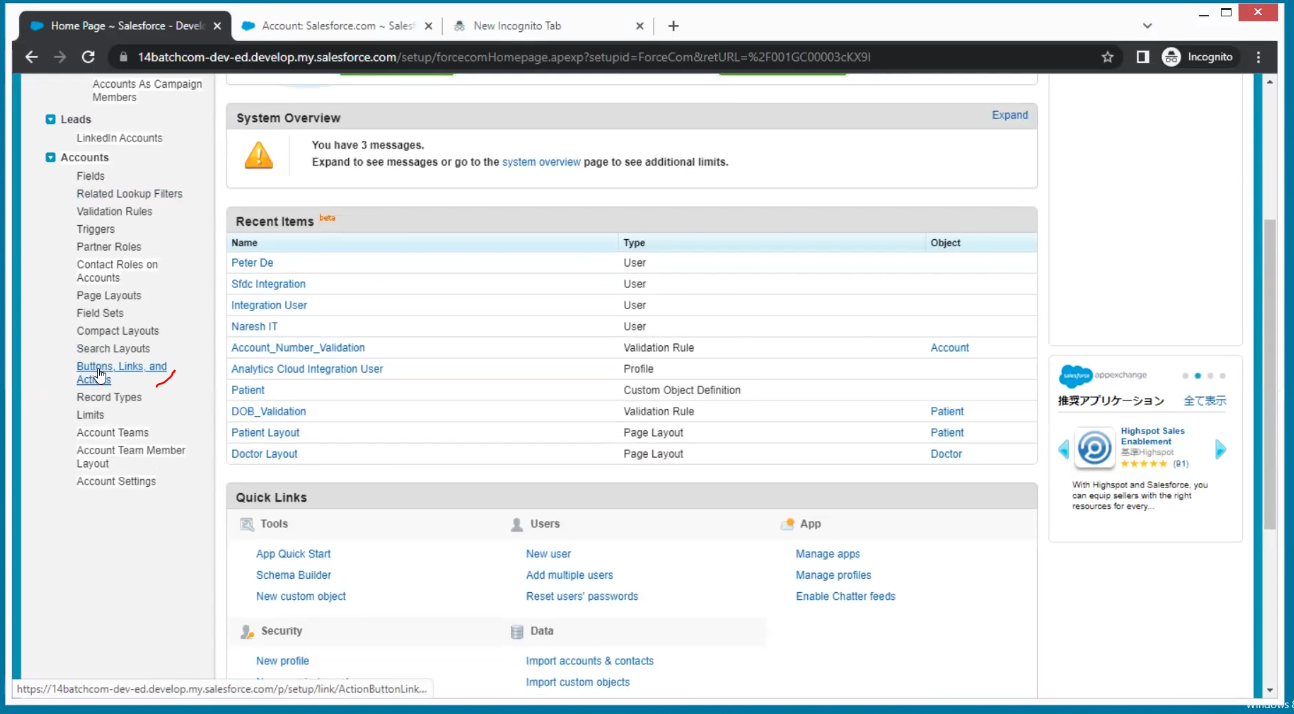 Home Page ~ Salesforce - Devel
Account: Salesforce.com ~ Sales
New Incognito Tab
14batchcom-dev-ed.develop.my.salesforce.com/setup/forcecomHomepage.apexp?setupid=ForceCom&retURL=%2F001GC00003cKX9I
Incognito
Accounts As Campaign
Members
Leads
LinkedIn Accounts
Accounts
Fields
Related Lookup Filters
Validation Rules
Triggers
Partner Roles
Contact Roles on
Accounts
Page Layouts
Field Sets
Compact Layouts
Search Layouts
Buttons, Links, and
Actions
Record Types
Limits
Account Teams
Account Team Member
Layout
Account Settings
System Overview
Expand
You have 3 messages.
Expand to see messages or go to the system overview page to see additional limits.
Recent Items beta
Name Type Object
Peter De User
Sfdc Integration User
Integration User User
Naresh IT User
Account_Number_Validation Validation Rule Account
Analytics Cloud Integration User Profile
Patient Custom Object Definition
DOB_Validation Validation Rule Patient
Patient Layout Page Layout Patient
Doctor Layout Page Layout Doctor
Quick Links
Tools Users App
App Quick Start New user Manage apps
Schema Builder Add multiple users Manage profiles
New custom object Reset users' passwords Enable Chatter feeds
Security Data
New profile Import accounts & contacts
Import custom objects
salesforce appexchange
推奨アプリケーション 全て表示
Highspot Sales
Enablement
基準Highspot
(91)
With Highspot and Salesforce, you
can equip sellers with the right
resources for every...
https://14batchcom-dev-ed.develop.my.salesforce.com/p/setup/link/ActionButtonLink...